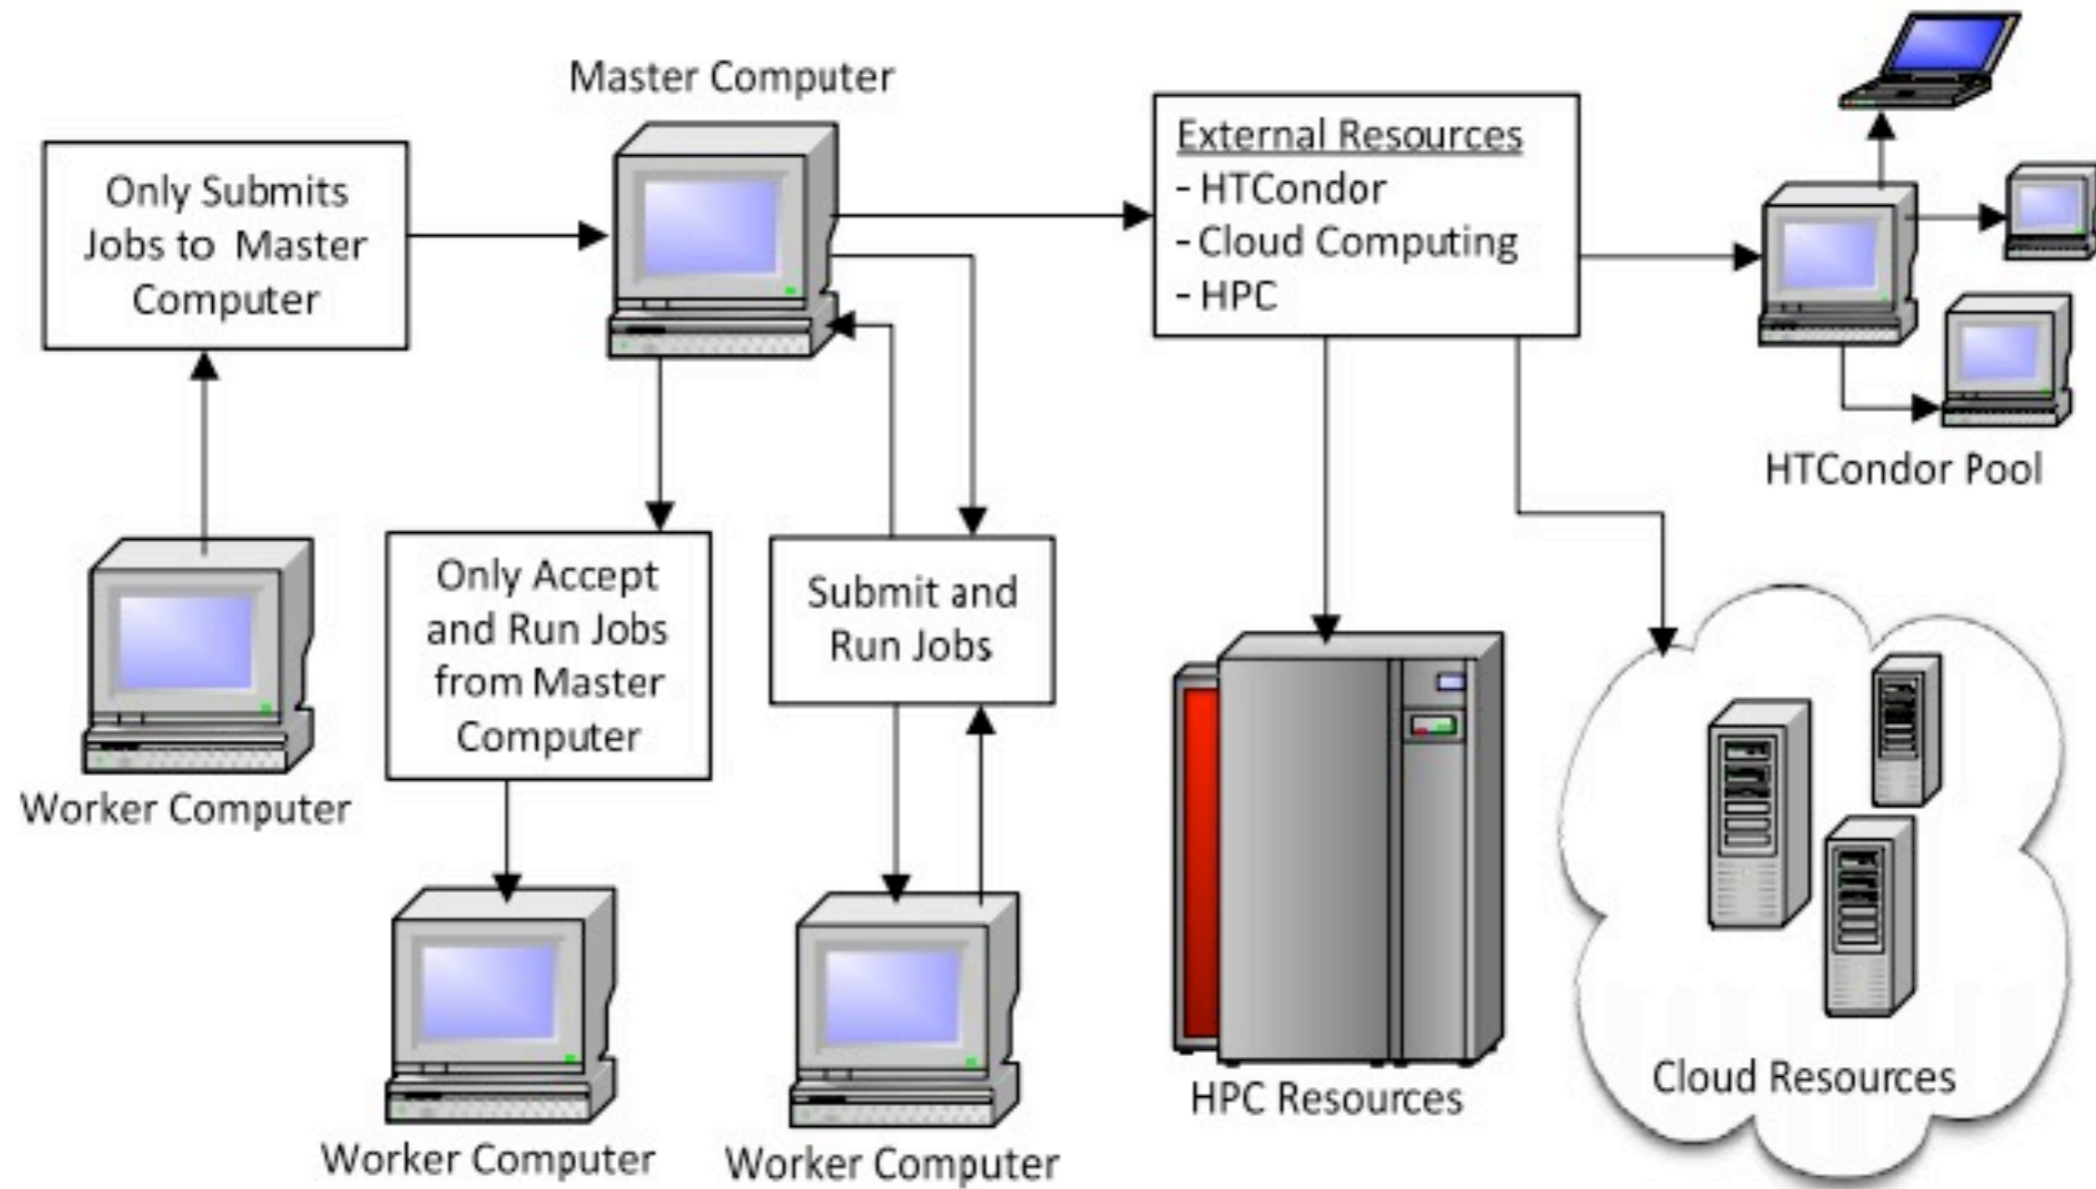 Master Computer
Only Submits
Jobs to Master
Computer
External Resources
- HTCondor
- Cloud Computing
- HPC
HTCondor Pool
Only Accept
and Run Jobs
from Master
Computer
Submit and
Run Jobs
Worker Computer
Worker Computer
Worker Computer
HPC Resources
Cloud Resources